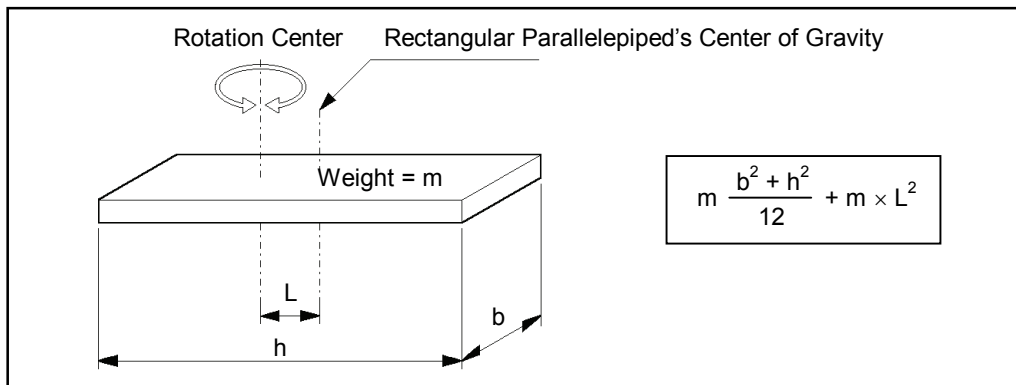 Rotation Center
Rectangular Parallelepiped's Center of Gravity
Weight = m
m (b² + h²)/12 + m × L²
L
b
h